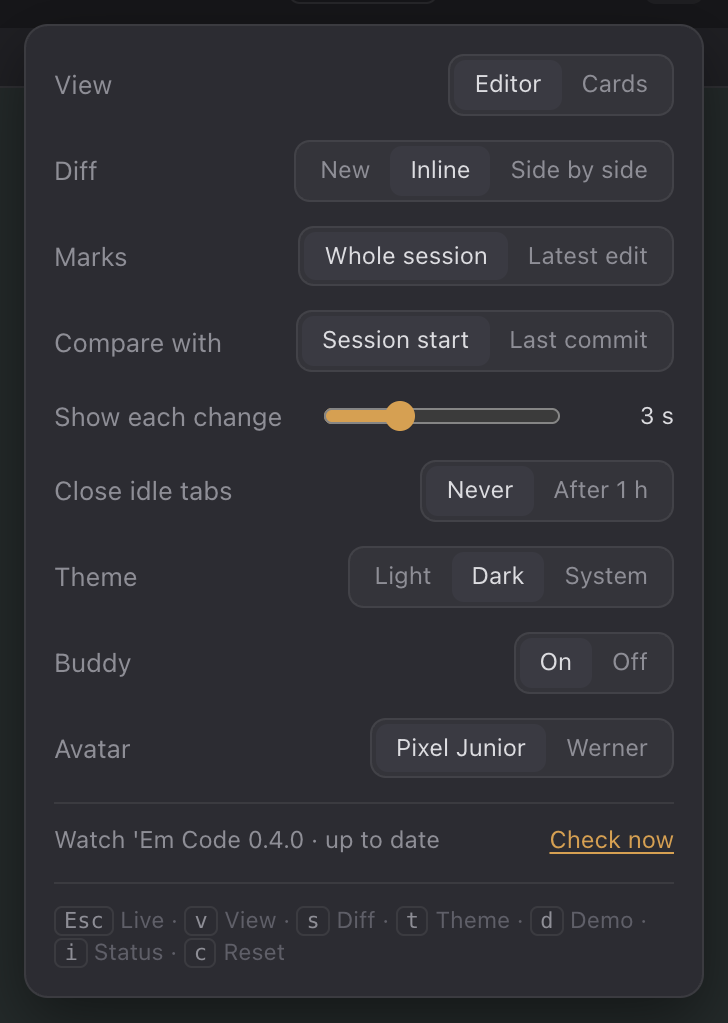 View Editor Cards
Diff New Inline Side by side
Marks Whole session Latest edit
Compare with Session start Last commit
Show each change 3 s
Close idle tabs Never After 1 h
Theme Light Dark System
Buddy On Off
Avatar Pixel Junior Werner
Watch 'Em Code 0.4.0 · up to date Check now
Esc Live · v View · s Diff · t Theme · d Demo ·
i Status · c Reset